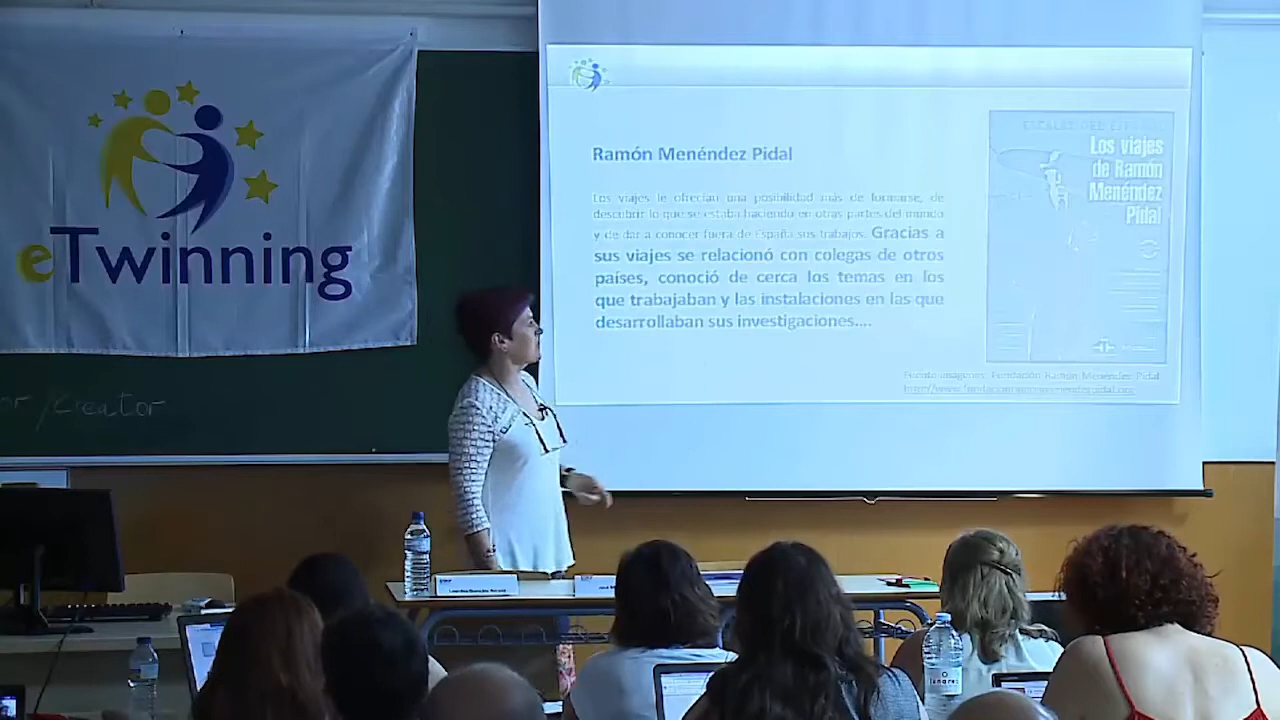 eTwinning
or/creator
Ramón Menéndez Pidal
Los viajes le ofrecían una posibilidad más de formarse, de
descubrir lo que se estaba haciendo en otras partes del mundo
y de dar a conocer fuera de España sus trabajos. Gracias a
sus viajes se relacionó con colegas de otros
países, conoció de cerca los temas en los
que trabajaban y las instalaciones en las que
desarrollaban sus investigaciones....
Los viajes
de Ramón
Menéndez
Pidal
Fuente imágenes: Fundación Ramón Menéndez Pidal